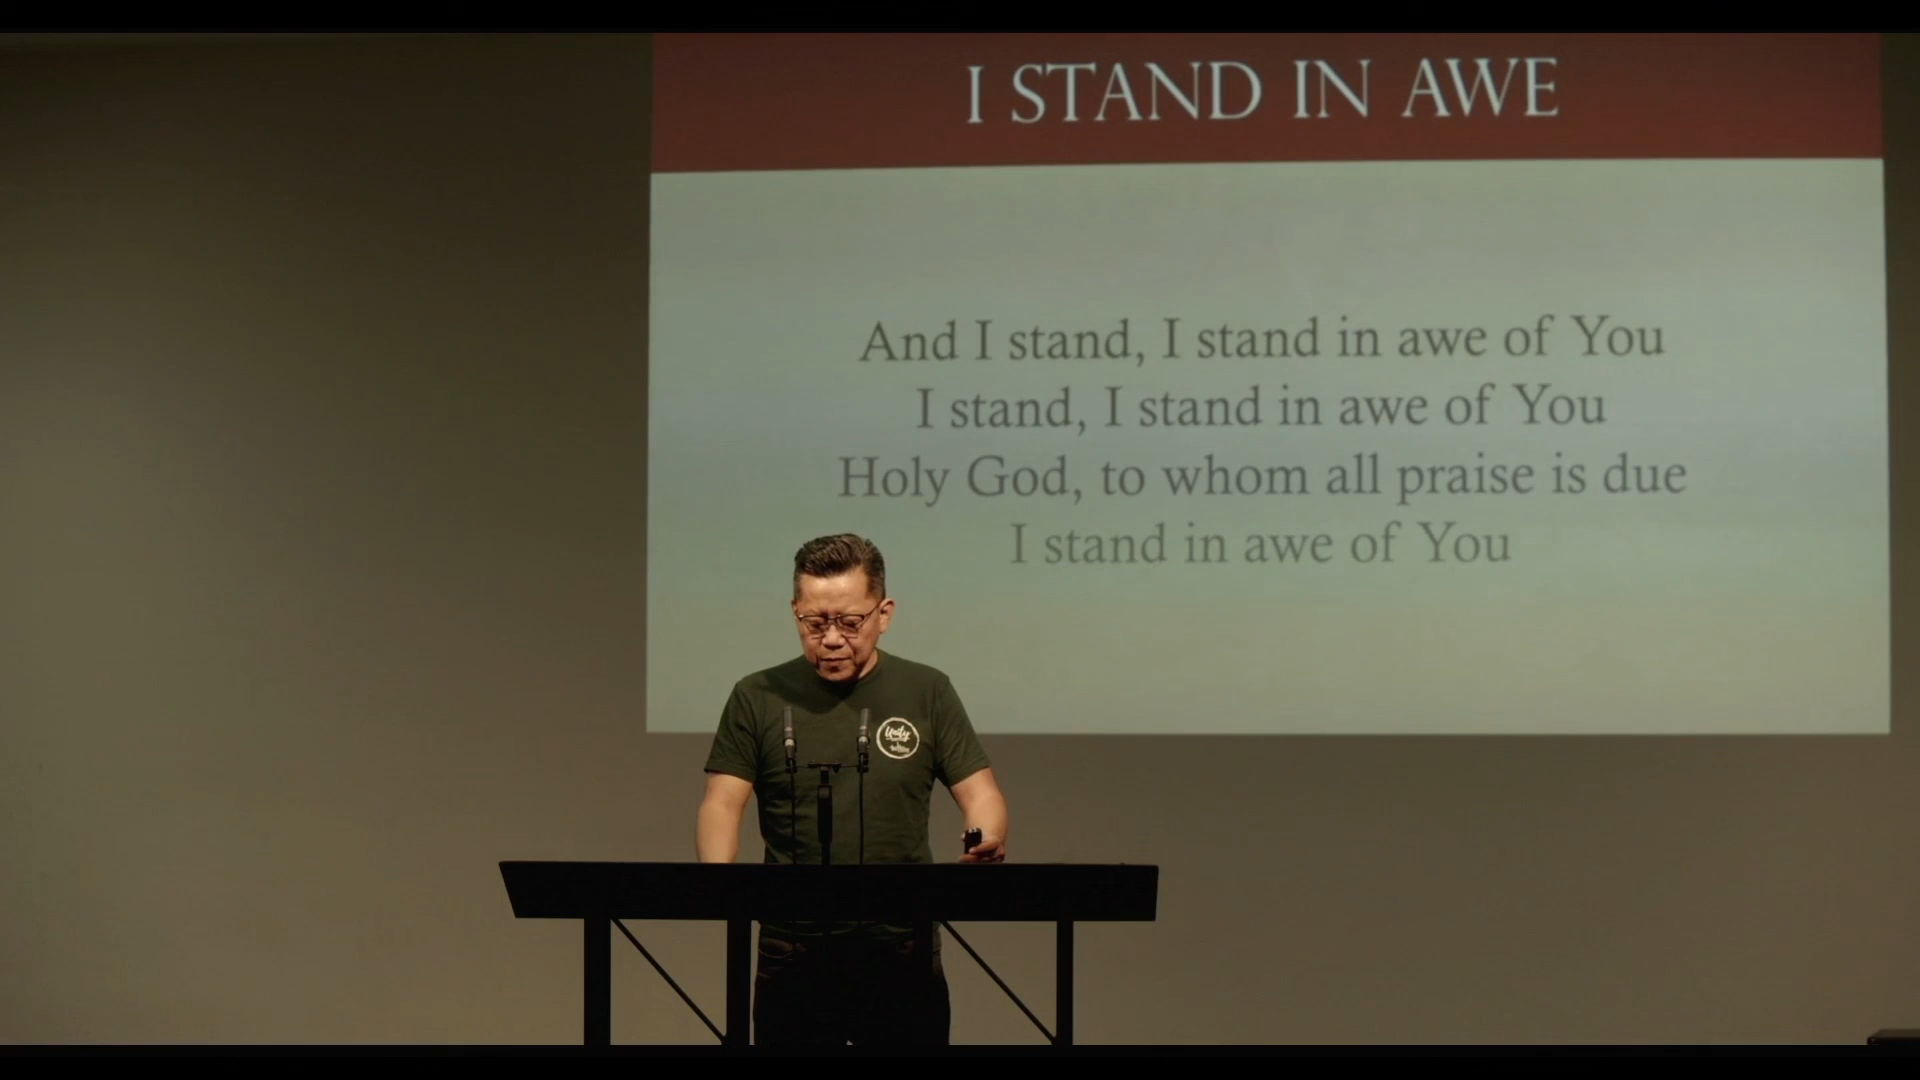 I STAND IN AWE
And I stand, I stand in awe of You
I stand, I stand in awe of You
Holy God, to whom all praise is due
I stand in awe of You
Unity